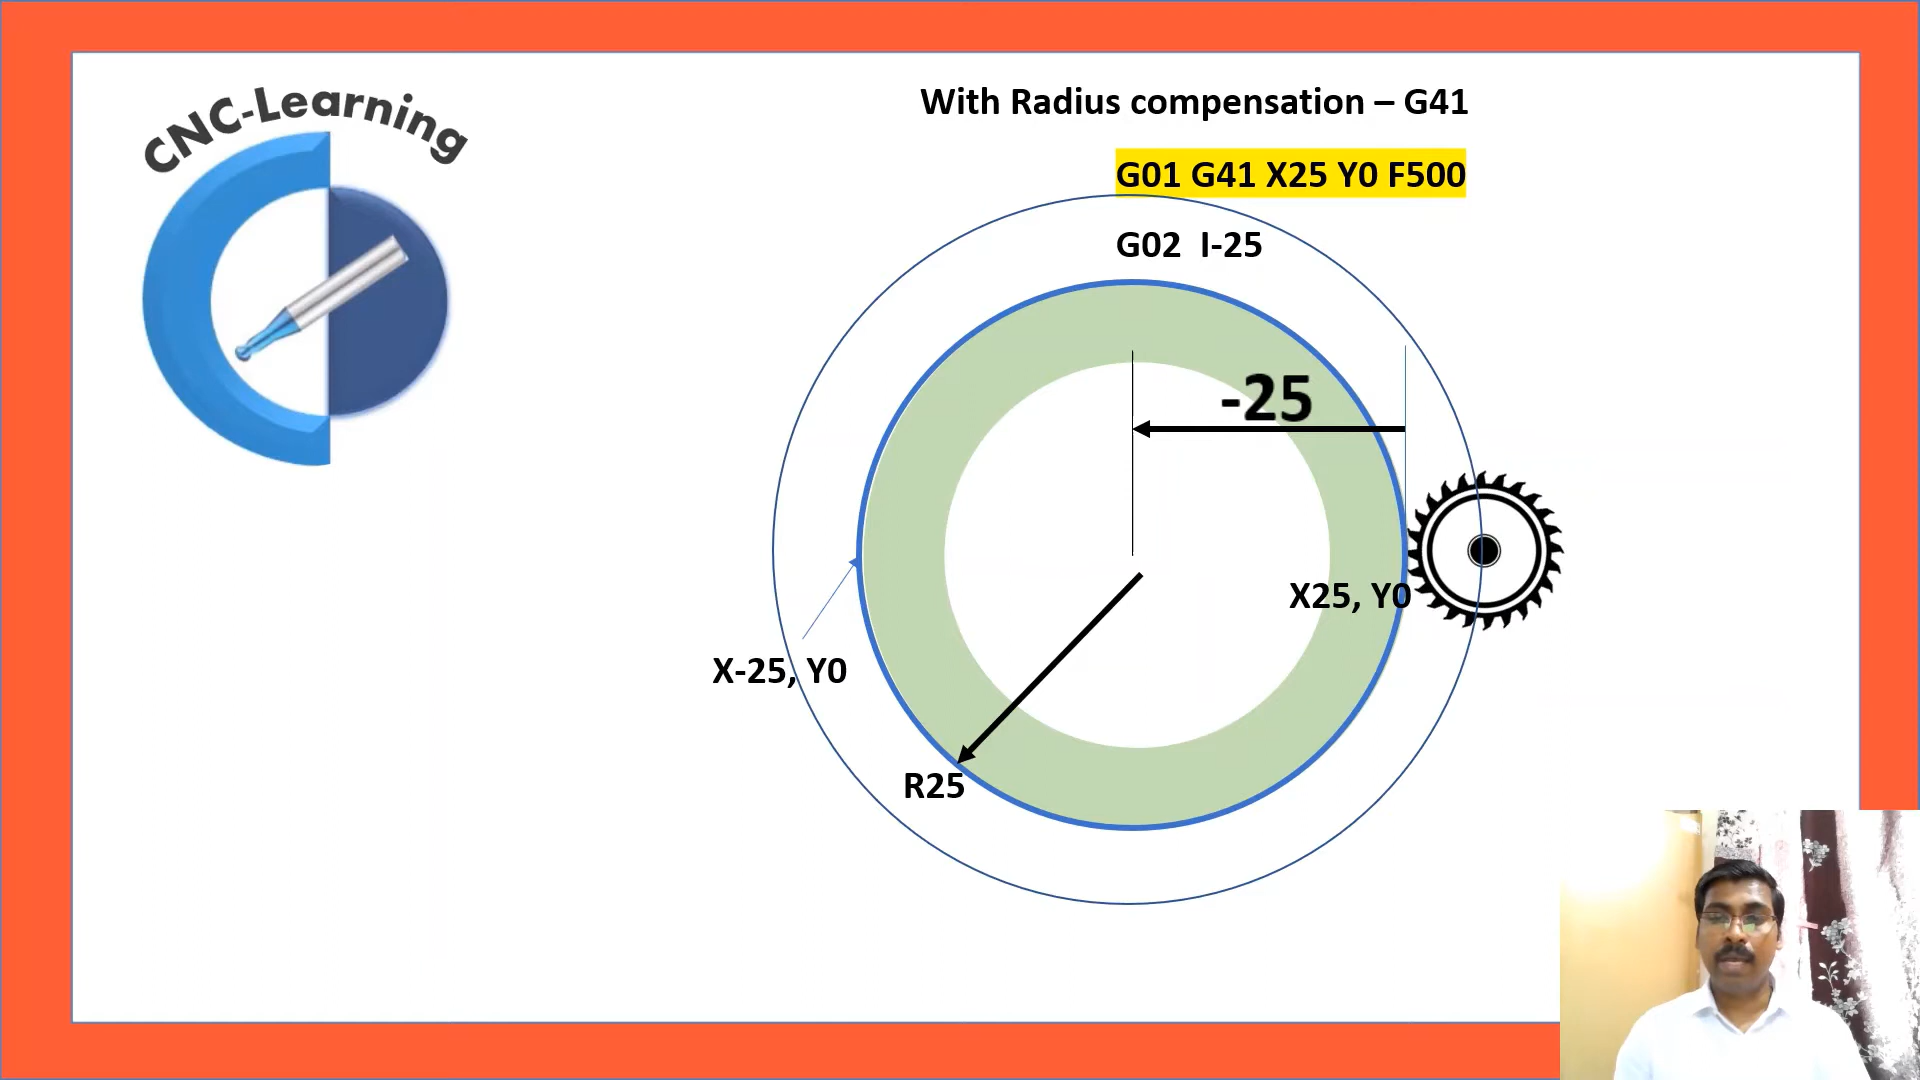 CNC-Learning
With Radius compensation – G41
G01 G41 X25 Y0 F500
G02 I-25
-25
X25, Y0
X-25, Y0
R25